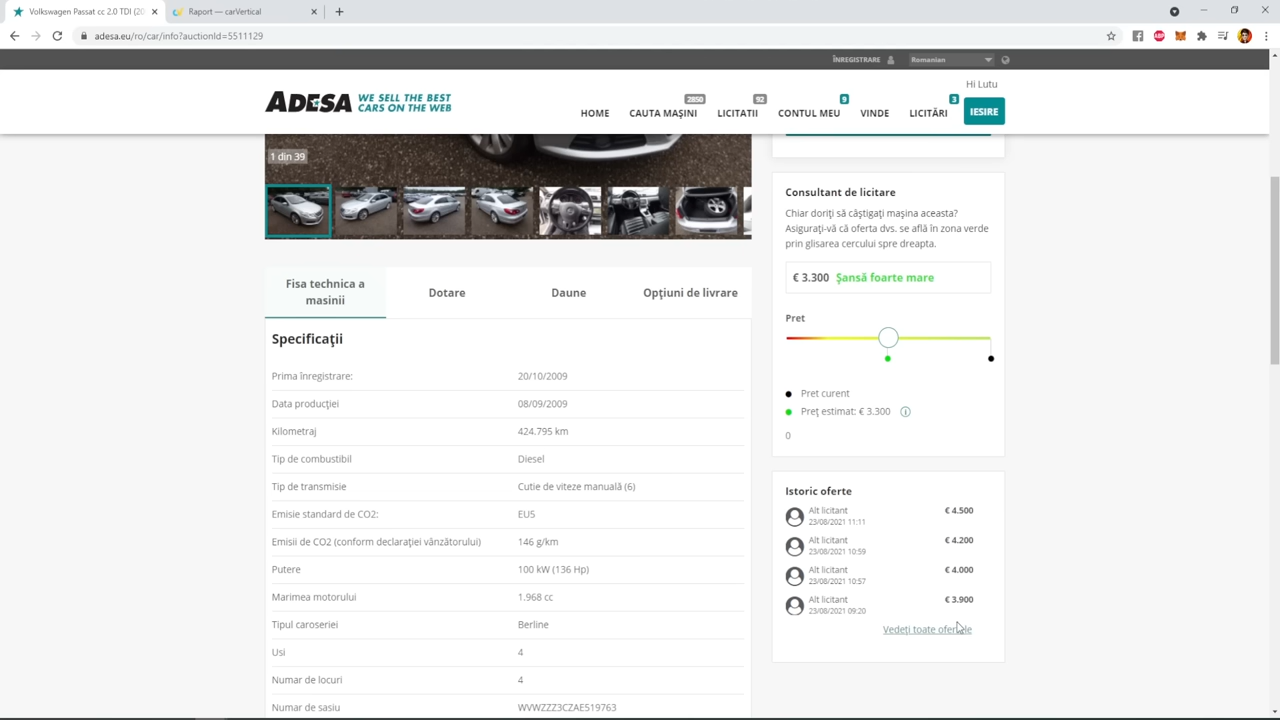 Volkswagen Passat cc 2.0 TDI (20
Raport — carVertical
adesa.eu/ro/car/info?auctionId=5511129
ÎNREGISTRARE
Romanian
Hi Lutu
ADESA WE SELL THE BEST
CARS ON THE WEB
HOME
CAUTA MAȘINI
2850
LICITATII
92
CONTUL MEU
9
VINDE
LICITĂRI
3
IESIRE
1 din 39
Fisa technica a
masinii
Dotare
Daune
Opțiuni de livrare
Specificații
Prima înregistrare: 20/10/2009
Data producției 08/09/2009
Kilometraj 424.795 km
Tip de combustibil Diesel
Tip de transmisie Cutie de viteze manuală (6)
Emisie standard de CO2: EU5
Emisii de CO2 (conform declarației vânzătorului) 146 g/km
Putere 100 kW (136 Hp)
Marimea motorului 1.968 cc
Tipul caroseriei Berline
Usi 4
Numar de locuri 4
Numar de sasiu WVWZZZ3CZAE519763
Consultant de licitare
Chiar doriți să câștigați mașina aceasta?
Asigurați-vă că oferta dvs. se află în zona verde
prin glisarea cercului spre dreapta.
€ 3.300 Șansă foarte mare
Pret
Pret curent
Preț estimat: € 3.300
0
Istoric oferte
Alt licitant € 4.500
23/08/2021 11:11
Alt licitant € 4.200
23/08/2021 10:59
Alt licitant € 4.000
23/08/2021 10:57
Alt licitant € 3.900
23/08/2021 09:20
Vedeți toate ofertele